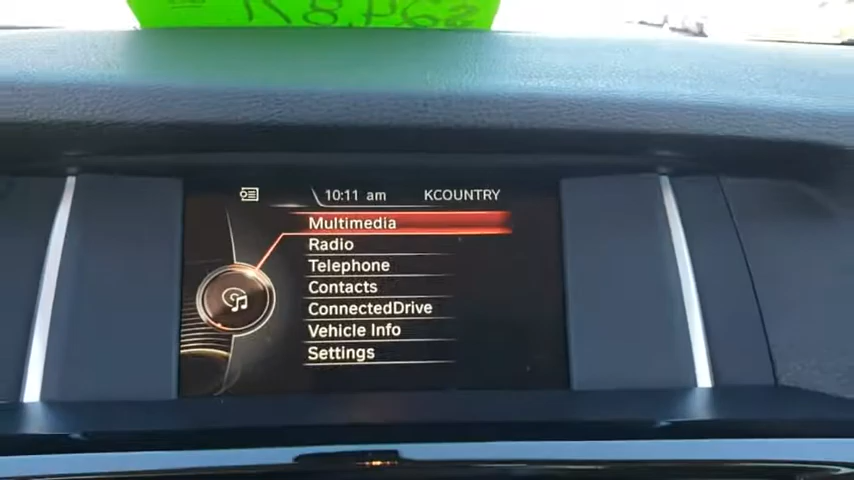 10:11 am KCOUNTRY
Multimedia
Radio
Telephone
Contacts
ConnectedDrive
Vehicle Info
Settings